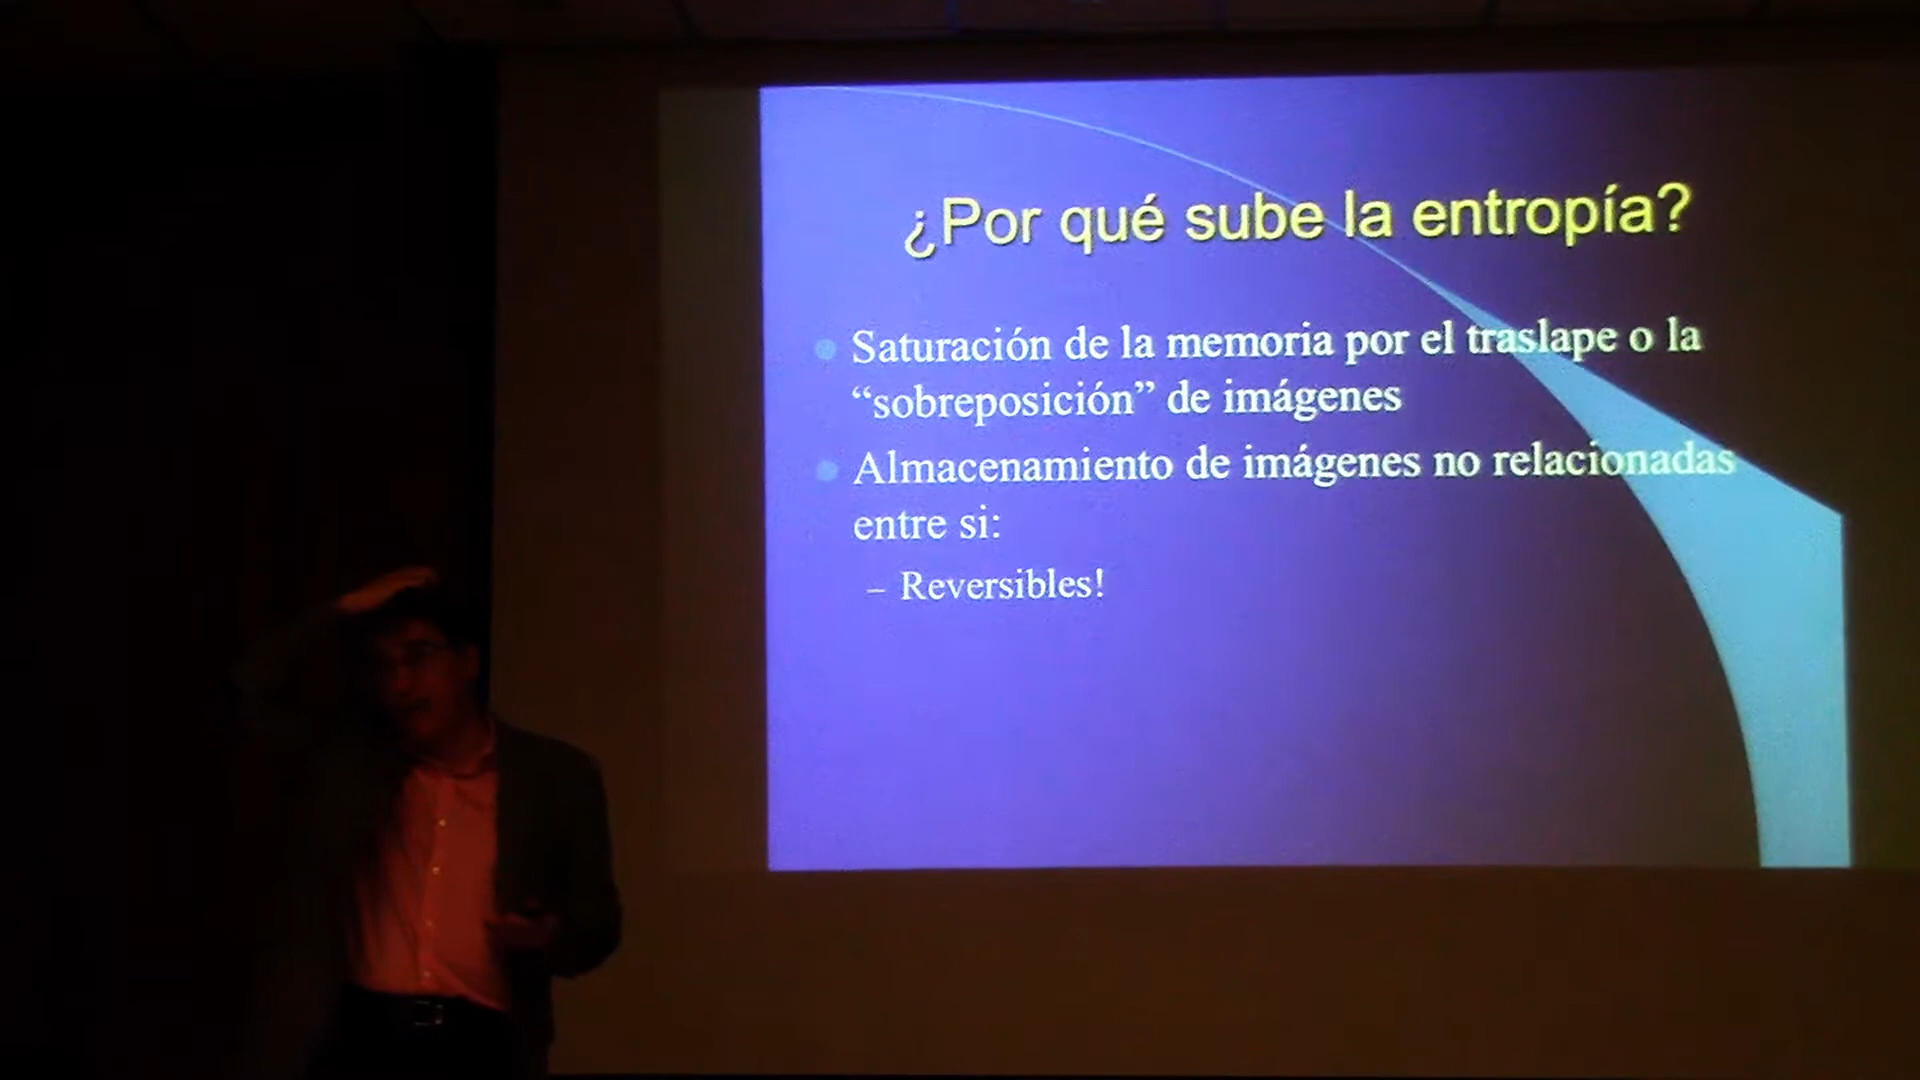 ¿Por qué sube la entropía?
Saturación de la memoria por el traslape o la
“sobreposición” de imágenes
Almacenamiento de imágenes no relacionadas
entre si:
– Reversibles!